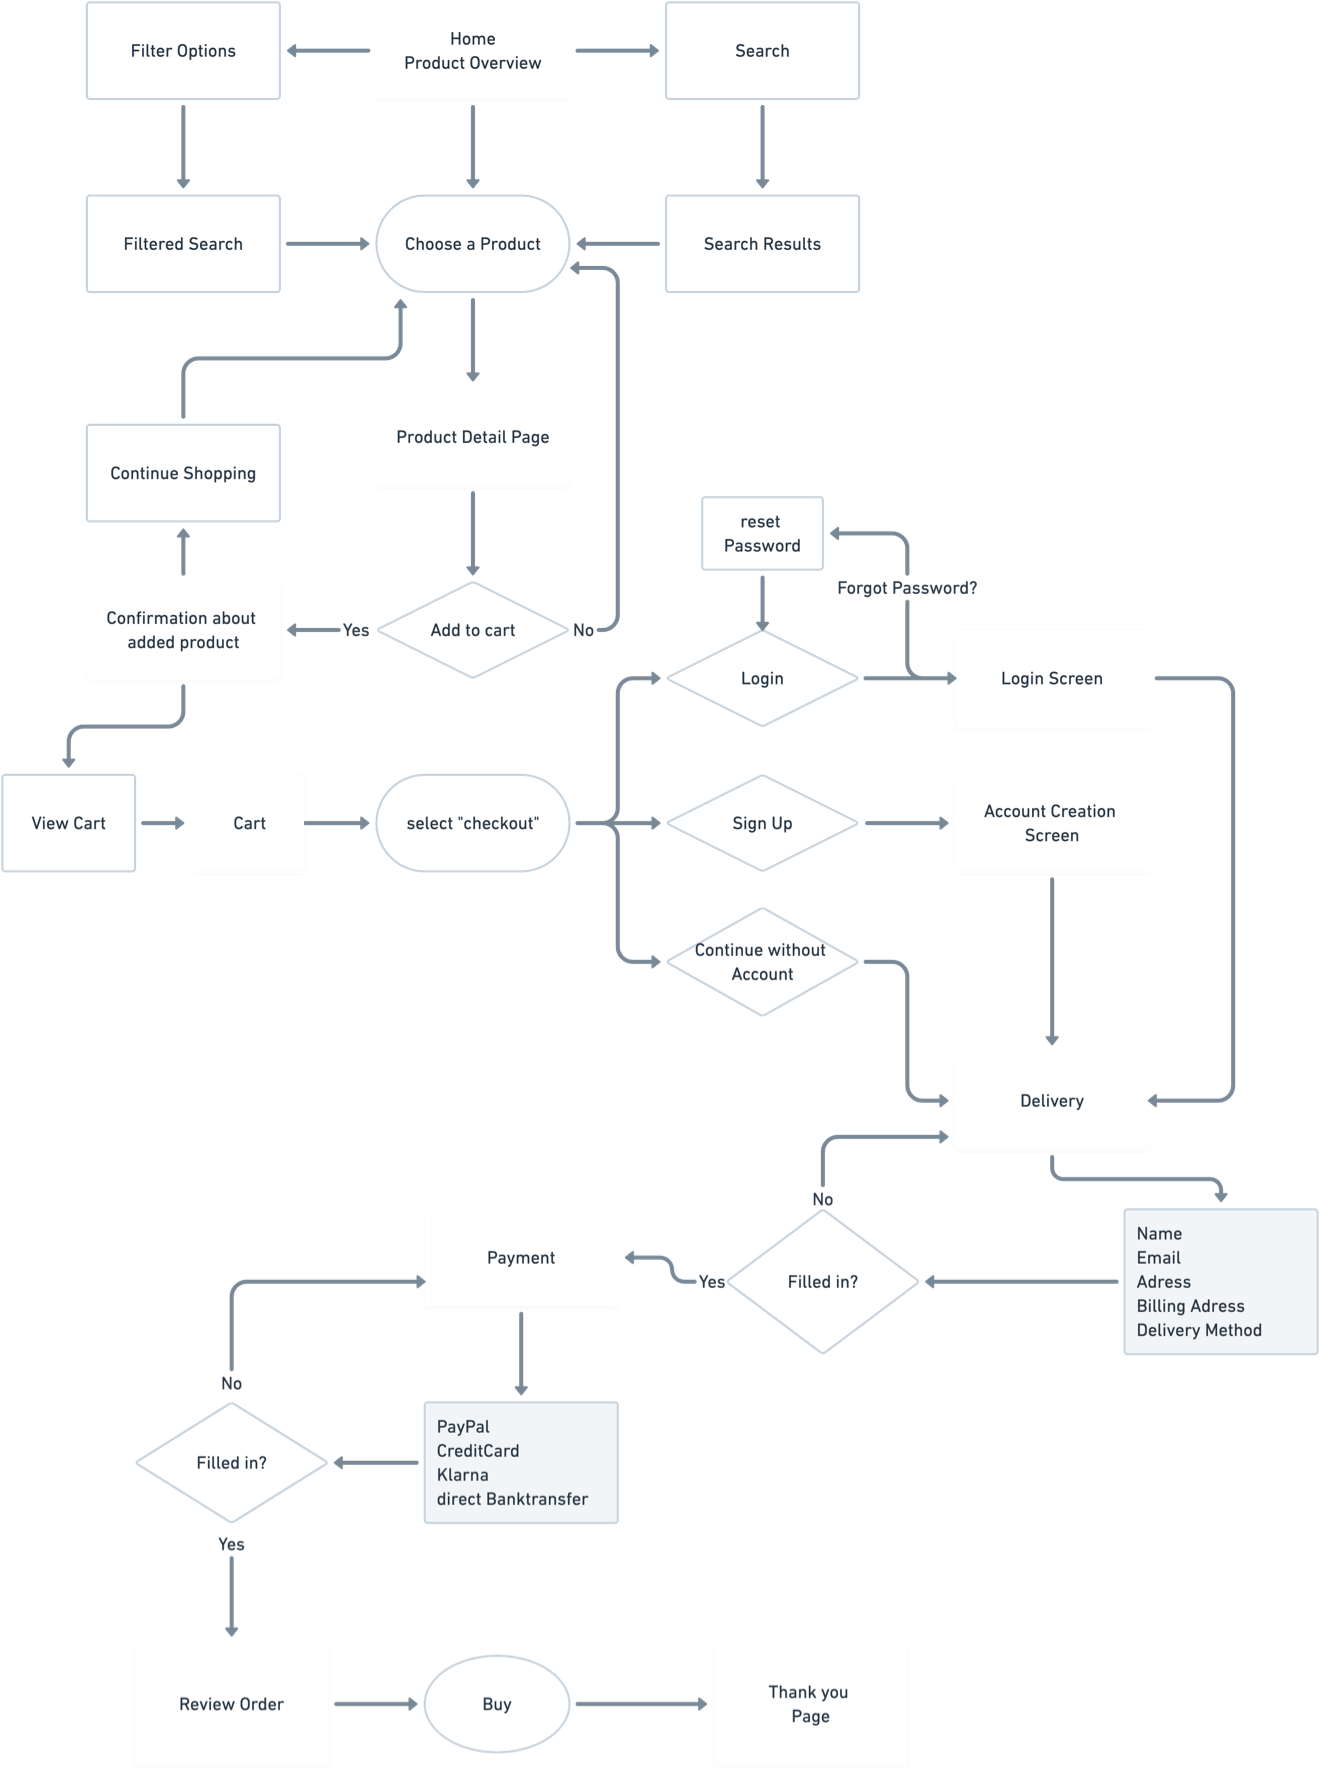 Filter Options
Home
Product Overview
Search
Filtered Search
Choose a Product
Search Results
Product Detail Page
Continue Shopping
reset
Password
Forgot Password?
Confirmation about
added product
Yes
Add to cart
No
Login
Login Screen
View Cart
Cart
select "checkout"
Sign Up
Account Creation
Screen
Continue without
Account
Delivery
No
Name
Email
Adress
Billing Adress
Delivery Method
Payment
Yes
Filled in?
No
PayPal
CreditCard
Klarna
direct Banktransfer
Filled in?
Yes
Review Order
Buy
Thank you
Page